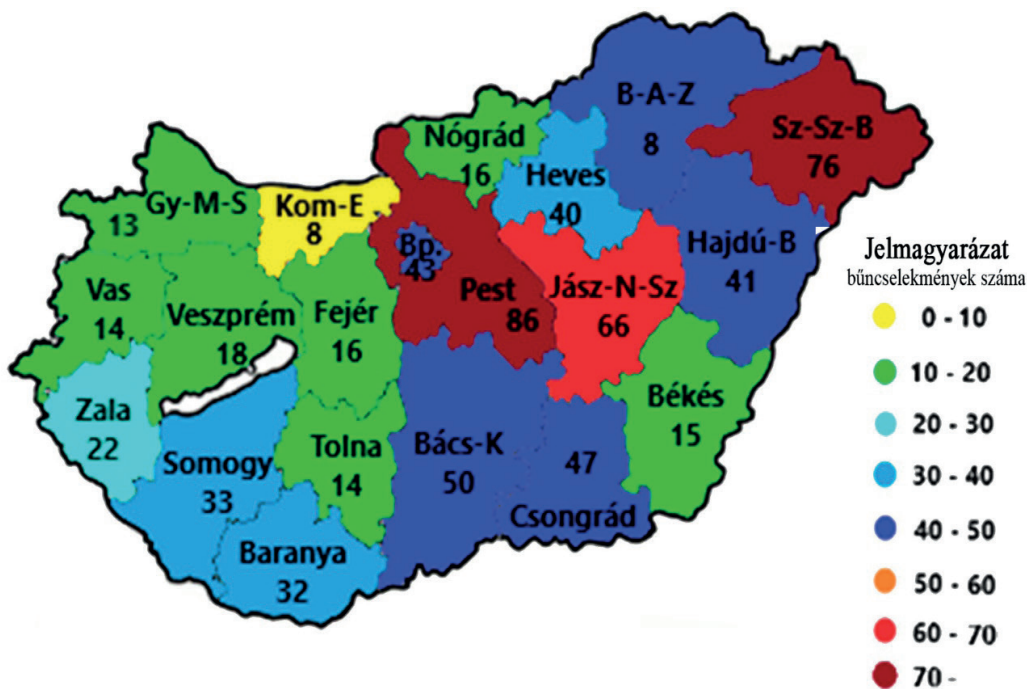 B-A-Z
8
Sz-Sz-B
76
Nógrád
16
Heves
40
Gy-M-S
13
Kom-E
8
Hajdú-B
41
Bp.
43
Pest
86
Jász-N-Sz
66
Vas
14
Veszprém
18
Fejér
16
Békés
15
Zala
22
Somogy
33
Tolna
14
Bács-K
50
47
Csongrád
Baranya
32
Jelmagyarázat
bűncselekmények száma
0 - 10
10 - 20
20 - 30
30 - 40
40 - 50
50 - 60
60 - 70
70 -